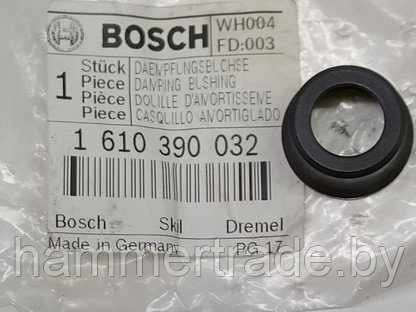 BOSCH
WH004
FD:003
1
Stück
Piece
Pièce
Piece
DAEMPFUNGSBUCHSE
DAMPING BUSHING
DOUILLE D'AMORTISSEME
CASQUILLO AMORTIGUADO
1 610 390 032
Bosch Skil Dremel
Made in Germany PG 17
hammertrade.by